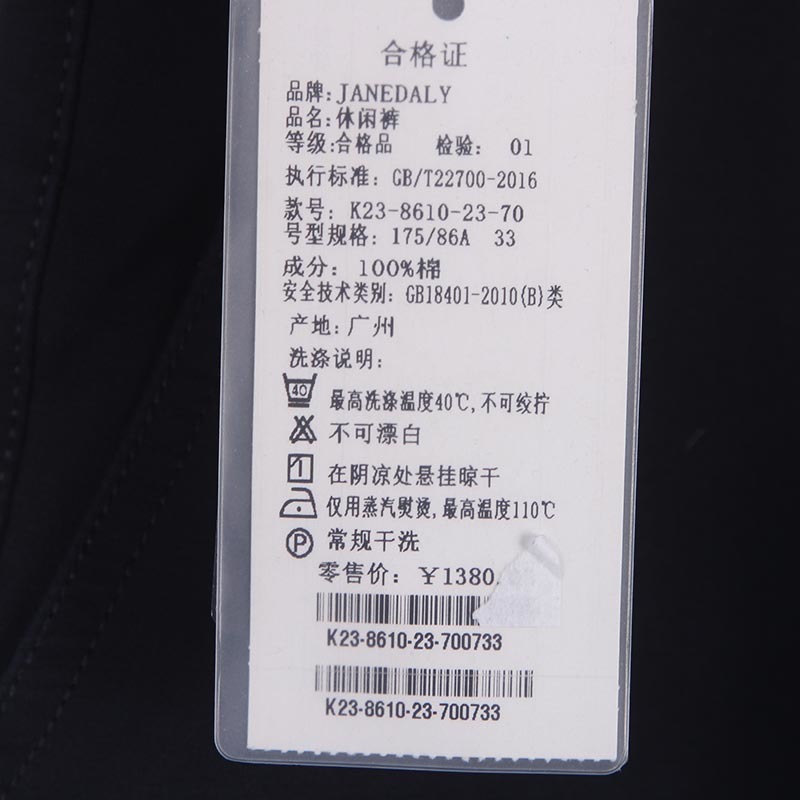 合格证
品牌:JANEDALY
品名:休闲裤
等级:合格品 检验: 01
执行标准: GB/T22700-2016
款号: K23-8610-23-70
号型规格: 175/86A 33
成分: 100%棉
安全技术类别: GB18401-2010{B}类
产地:广州
洗涤说明:
40 最高洗涤温度40℃,不可绞拧
不可漂白
在阴凉处悬挂晾干
仅用蒸汽熨烫,最高温度110℃
P 常规干洗
零售价: ¥1380
K23-8610-23-700733
K23-8610-23-700733